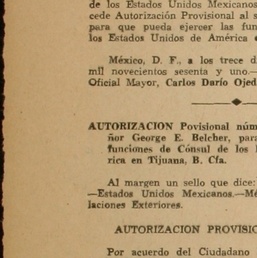 de los Estados Unidos Mexicanos
cede Autorización Provisional al s
para que pueda ejercer las fun
los Estados Unidos de América e
México, D. F., a los trece d
mil novecientos sesenta y uno.—
Oficial Mayor, Carlos Darío Ojed
AUTORIZACION Povisional núm
ñor George E. Belcher, para
funciones de Cónsul de los I
rica en Tijuana, B. Cfa.
Al margen un sello que dice:
—Estados Unidos Mexicanos.—Mé
laciones Exteriores.
AUTORIZACION PROVISIO
Por acuerdo del Ciudadano